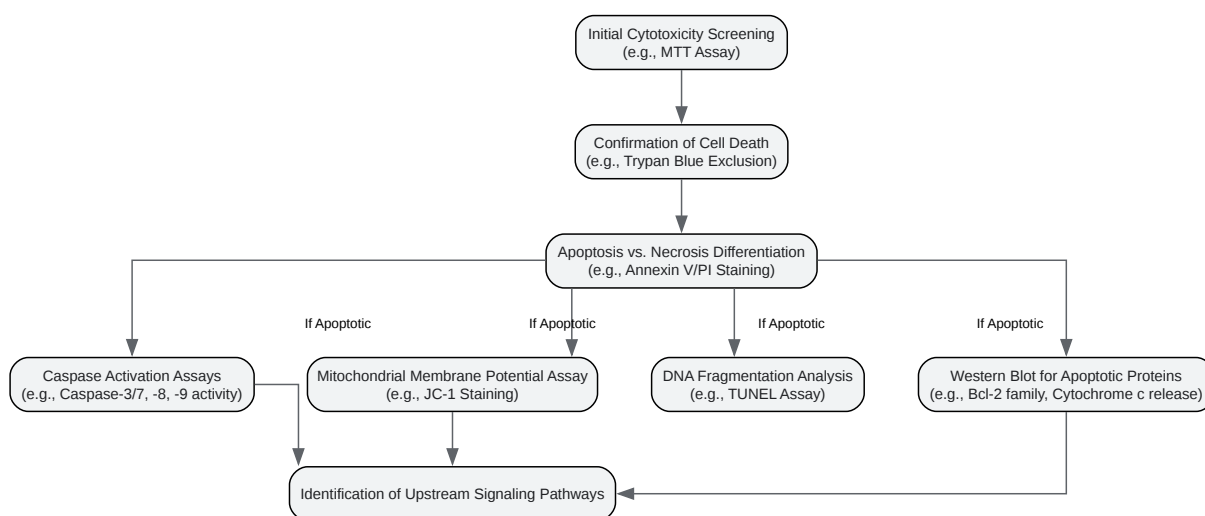 Initial Cytotoxicity Screening
(e.g., MTT Assay)
Confirmation of Cell Death
(e.g., Trypan Blue Exclusion)
Apoptosis vs. Necrosis Differentiation
(e.g., Annexin V/PI Staining)
If Apoptotic
If Apoptotic
If Apoptotic
If Apoptotic
Caspase Activation Assays
(e.g., Caspase-3/7, -8, -9 activity)
Mitochondrial Membrane Potential Assay
(e.g., JC-1 Staining)
DNA Fragmentation Analysis
(e.g., TUNEL Assay)
Western Blot for Apoptotic Proteins
(e.g., Bcl-2 family, Cytochrome c release)
Identification of Upstream Signaling Pathways